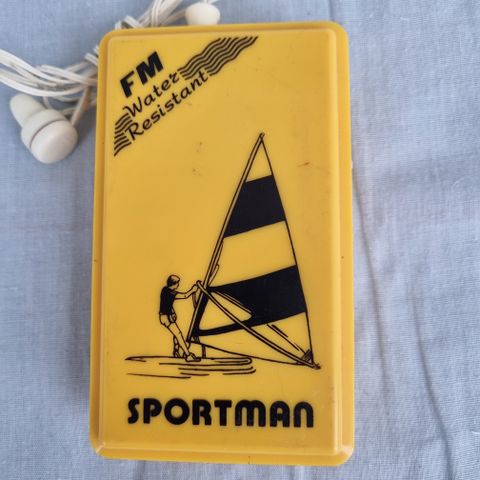 FM
Water
Resistant
SPORTMAN